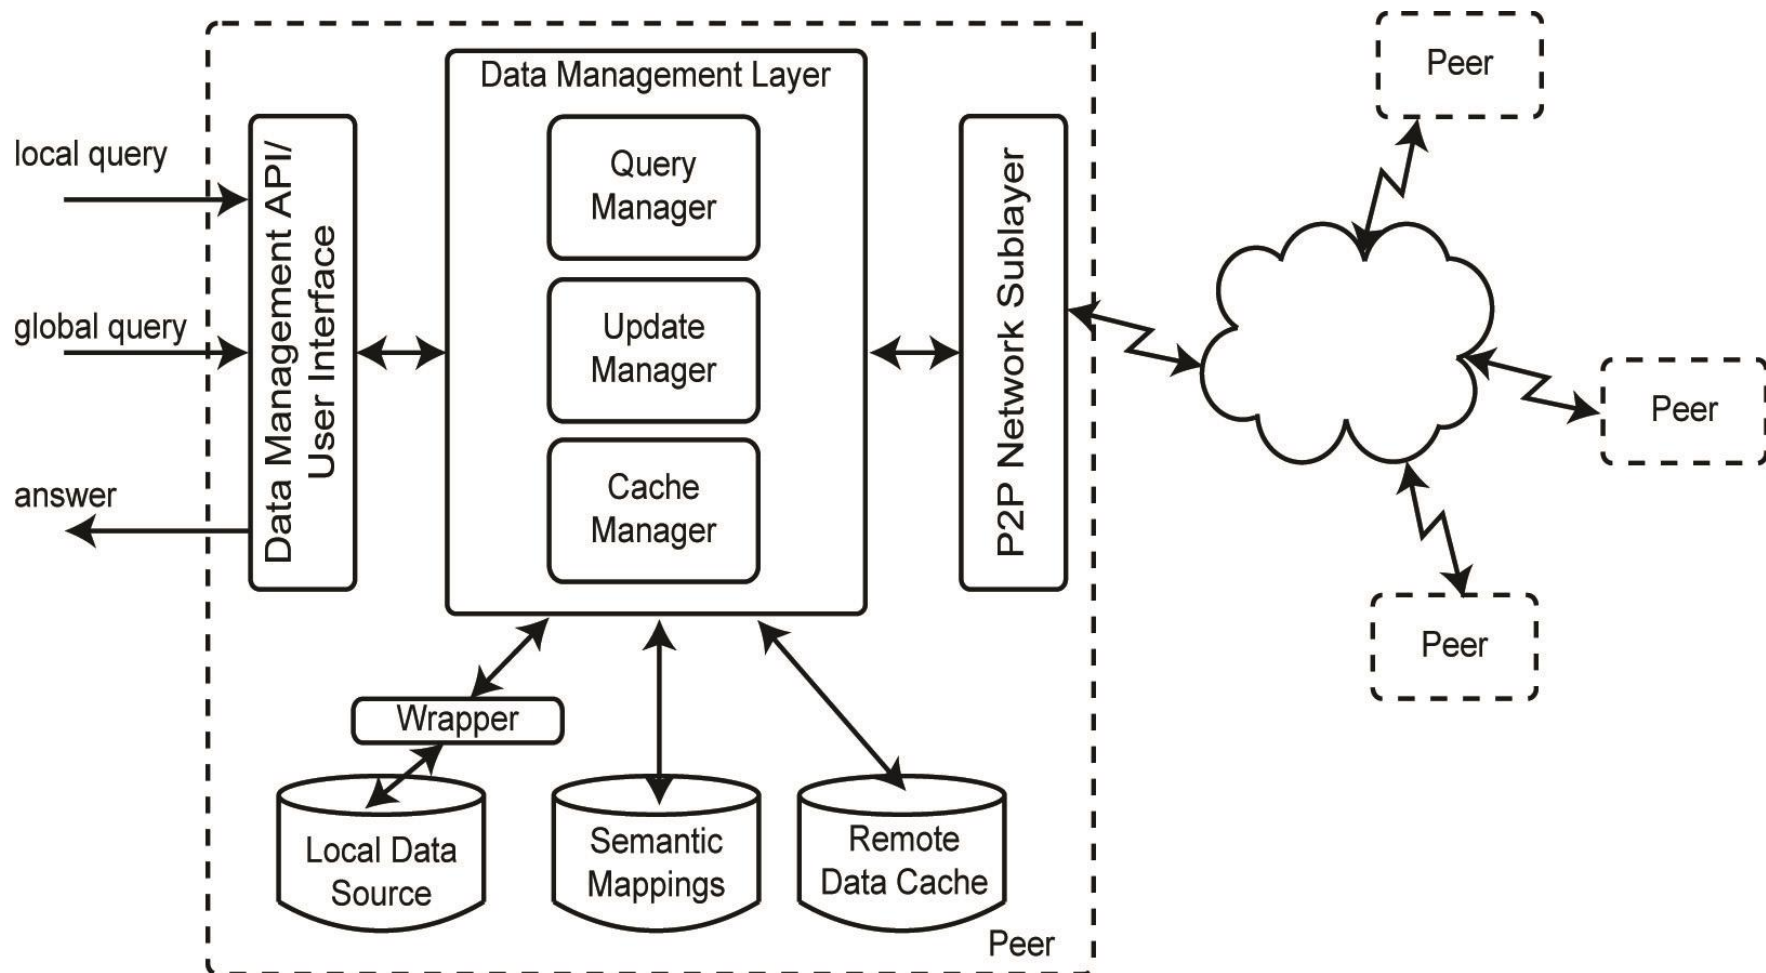 Data Management Layer
Query
Manager
Update
Manager
Cache
Manager
local query
global query
answer
Data Management API/
User Interface
P2P Network Sublayer
Wrapper
Local Data
Source
Semantic
Mappings
Remote
Data Cache
Peer
Peer
Peer
Peer